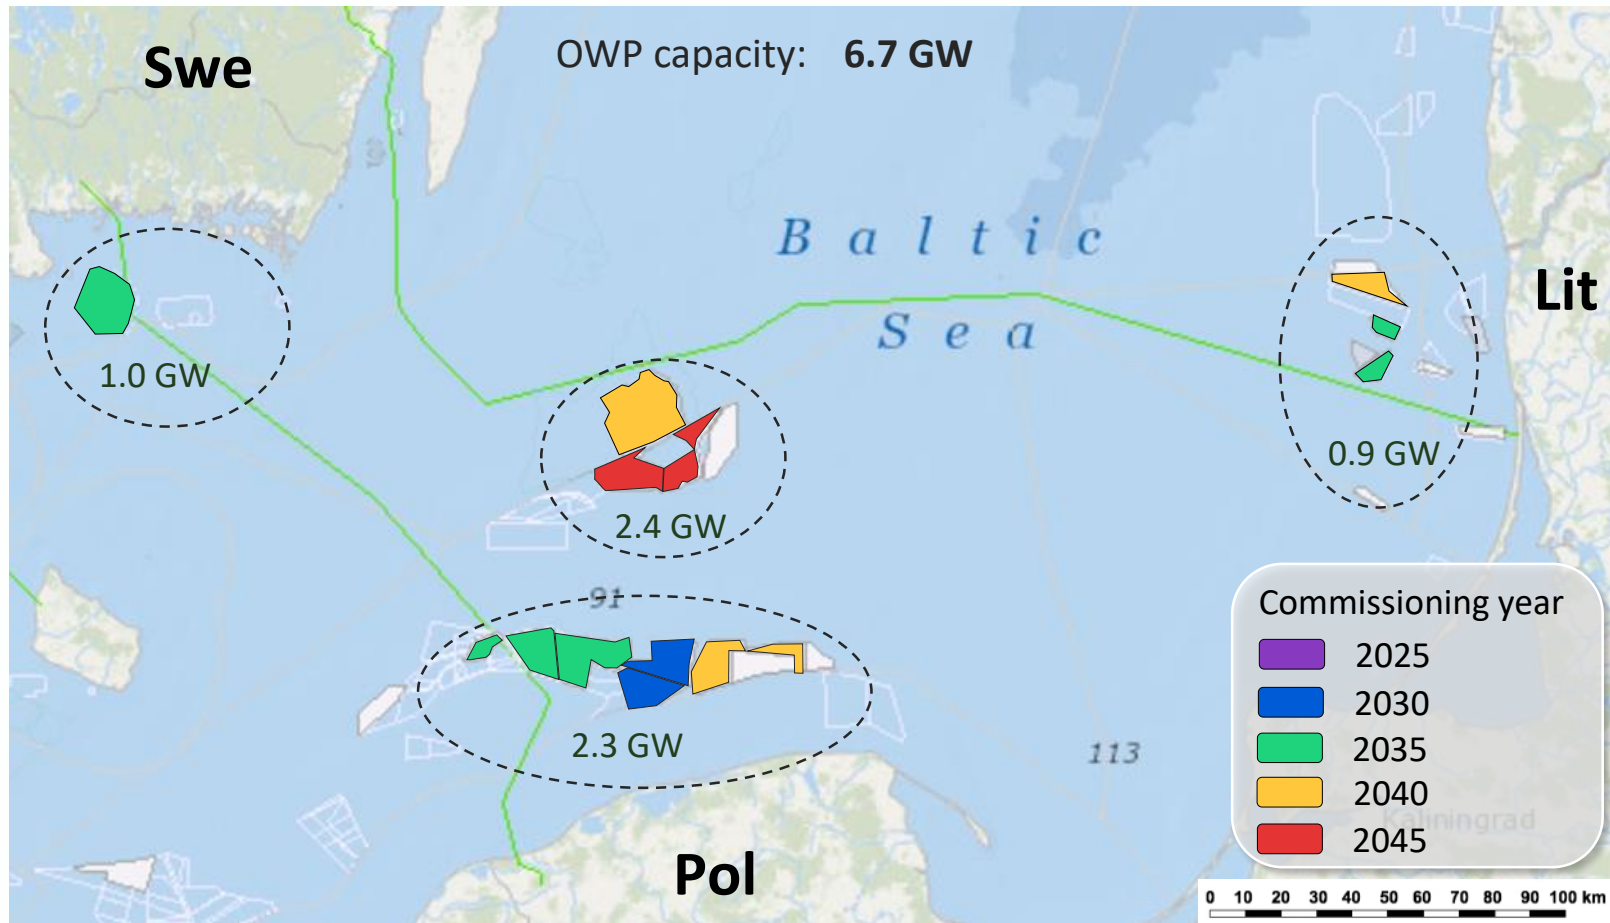 Swe
OWP capacity: 6.7 GW
Baltic
Sea
Lit
1.0 GW
0.9 GW
2.4 GW
91
2.3 GW
113
Pol
Commissioning year
2025
2030
2035
2040
2045
Kaliningrad
0 10 20 30 40 50 60 70 80 90 100 km